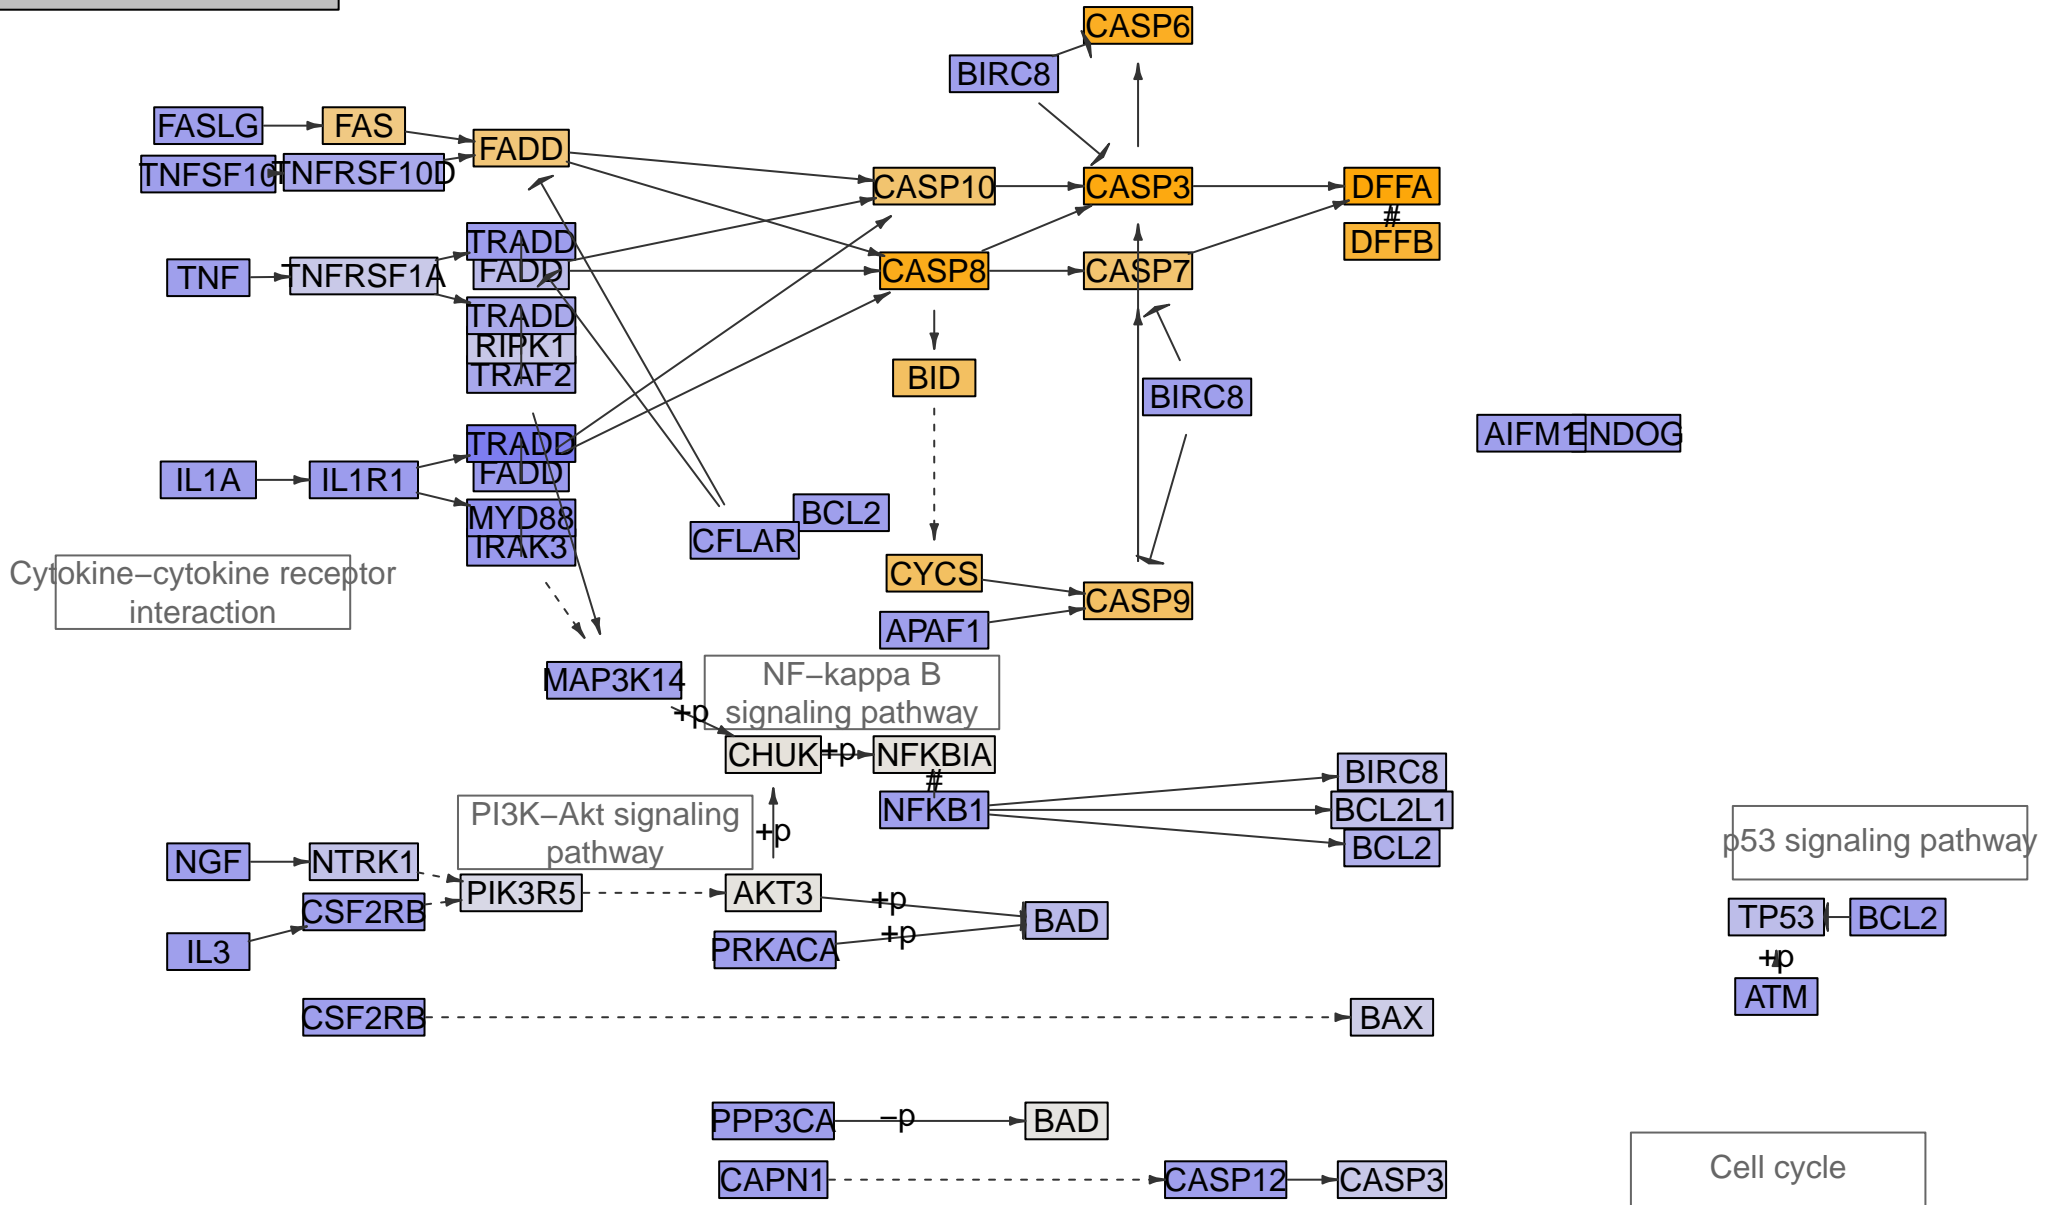 CASP6
BIRC8
FASLG
FAS
FADD
TNFSF10
TNFRSF10D
CASP10
CASP3
DFFA
#
DFFB
TRADD
FADD
TNF
TNFRSF1A
CASP8
CASP7
TRADD
RIPK1
TRAF2
BID
BIRC8
AIFM1
ENDOG
TRADD
FADD
IL1A
IL1R1
MYD88
IRAK3
BCL2
CFLAR
Cytokine–cytokine receptor
interaction
CYCS
CASP9
APAF1
MAP3K14
NF–kappa B
signaling pathway
+p
CHUK
+p
NFKBIA
#
BIRC8
PI3K–Akt signaling
pathway
+p
NFKB1
BCL2L1
BCL2
p53 signaling pathway
NGF
NTRK1
PIK3R5
AKT3
+p
CSF2RB
BAD
TP53
BCL2
IL3
PRKACA
+p
+p
ATM
CSF2RB
BAX
PPP3CA
–p
BAD
CAPN1
CASP12
CASP3
Cell cycle